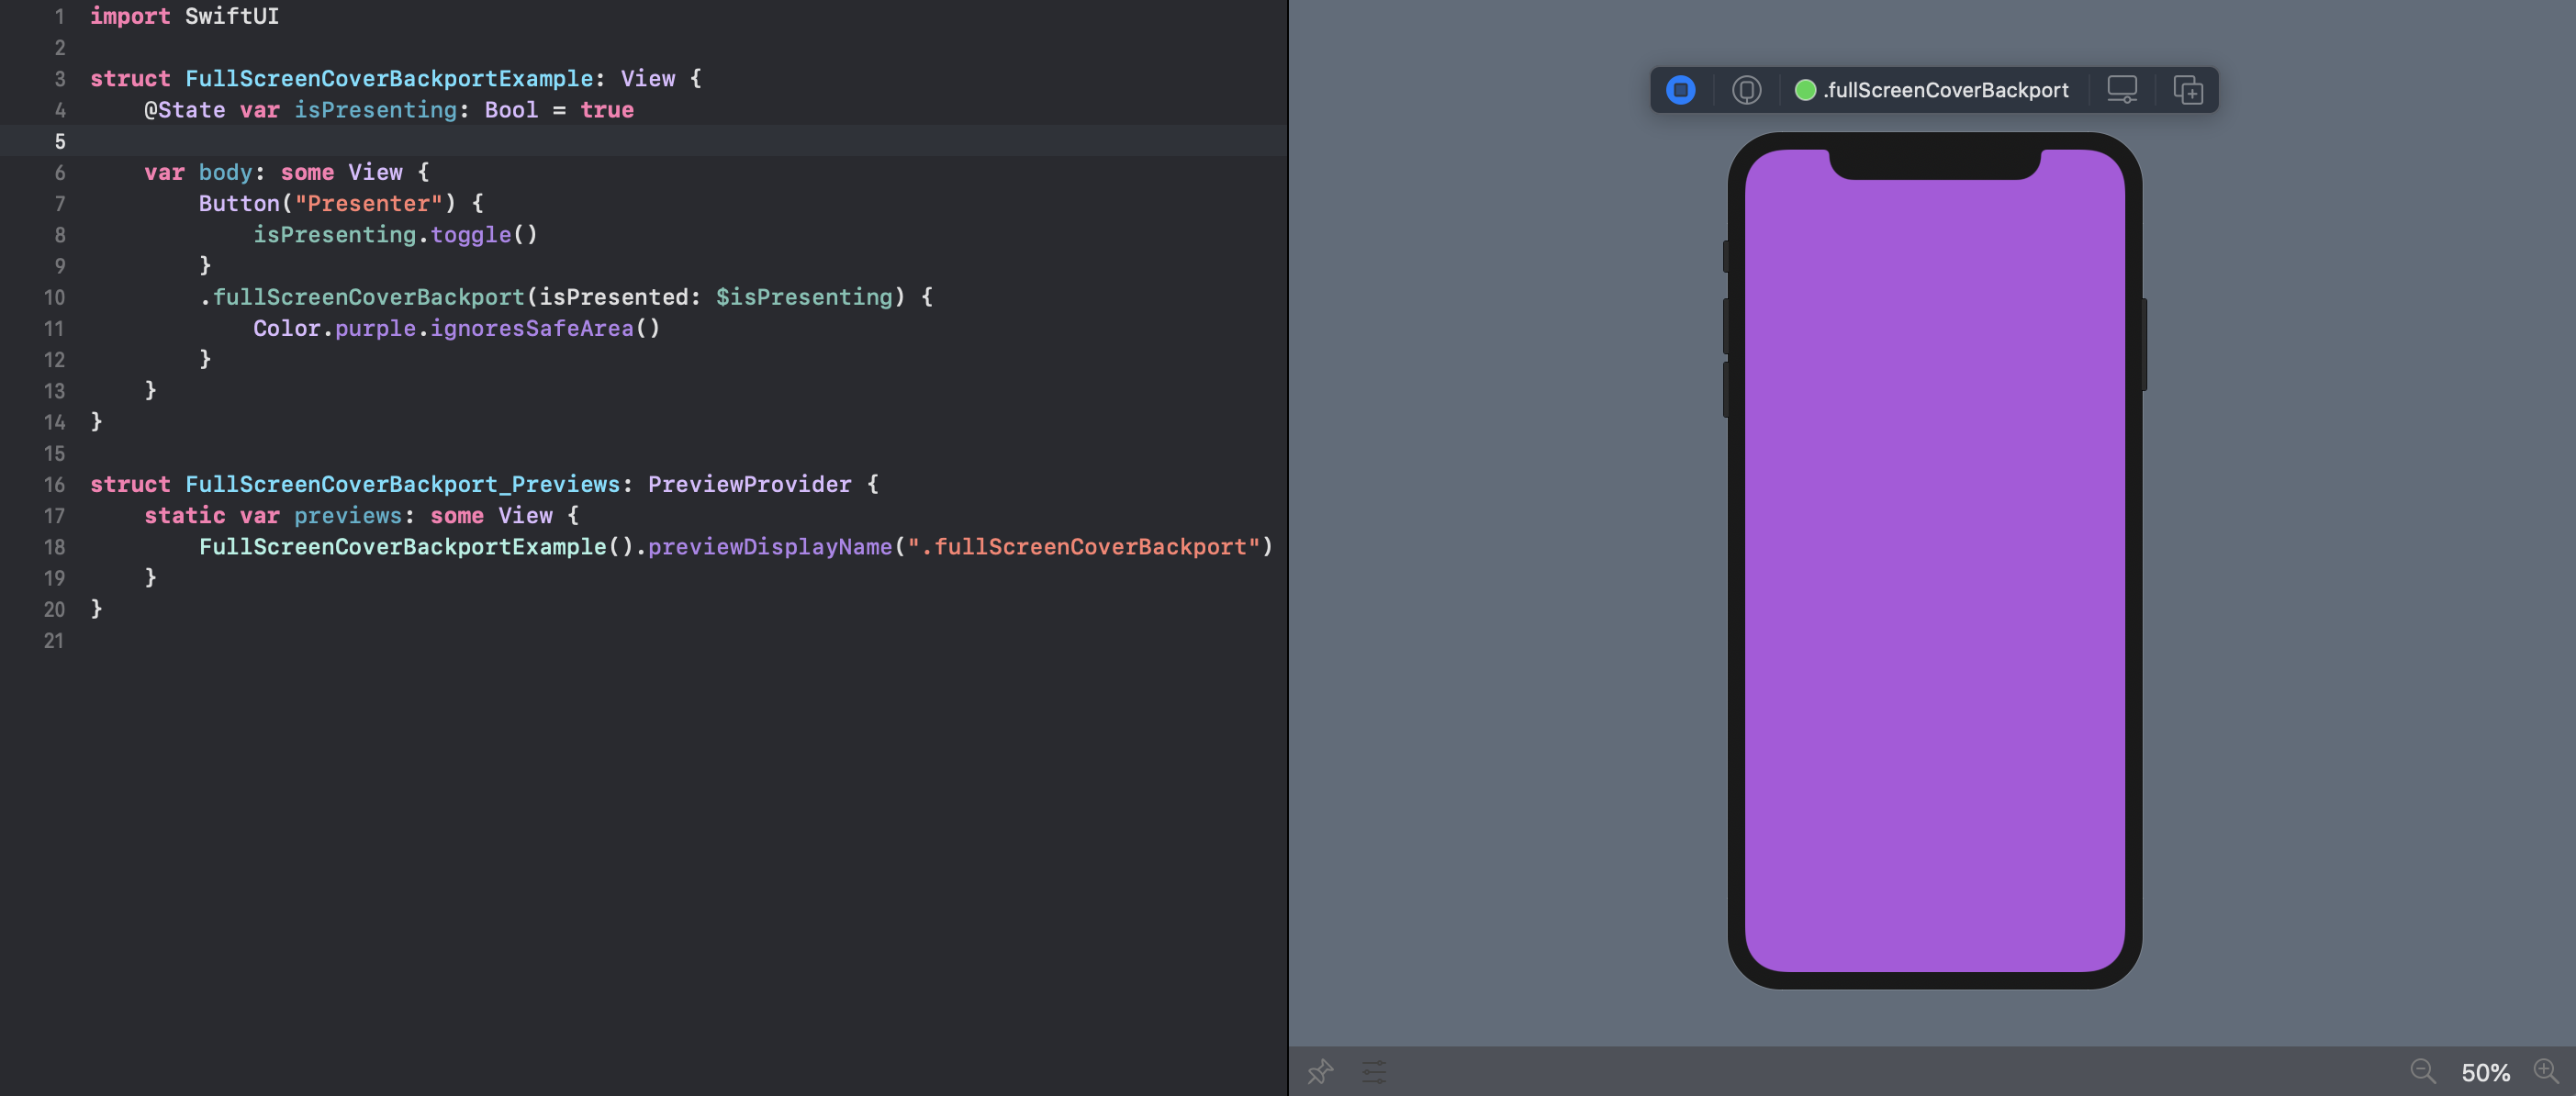 1 import SwiftUI
2
3 struct FullScreenCoverBackportExample: View {
4     @State var isPresenting: Bool = true
5
6     var body: some View {
7         Button("Presenter") {
8             isPresenting.toggle()
9         }
10         .fullScreenCoverBackport(isPresented: $isPresenting) {
11             Color.purple.ignoresSafeArea()
12         }
13     }
14 }
15
16 struct FullScreenCoverBackport_Previews: PreviewProvider {
17     static var previews: some View {
18         FullScreenCoverBackportExample().previewDisplayName(".fullScreenCoverBackport")
19     }
20 }
21
.fullScreenCoverBackport
50%